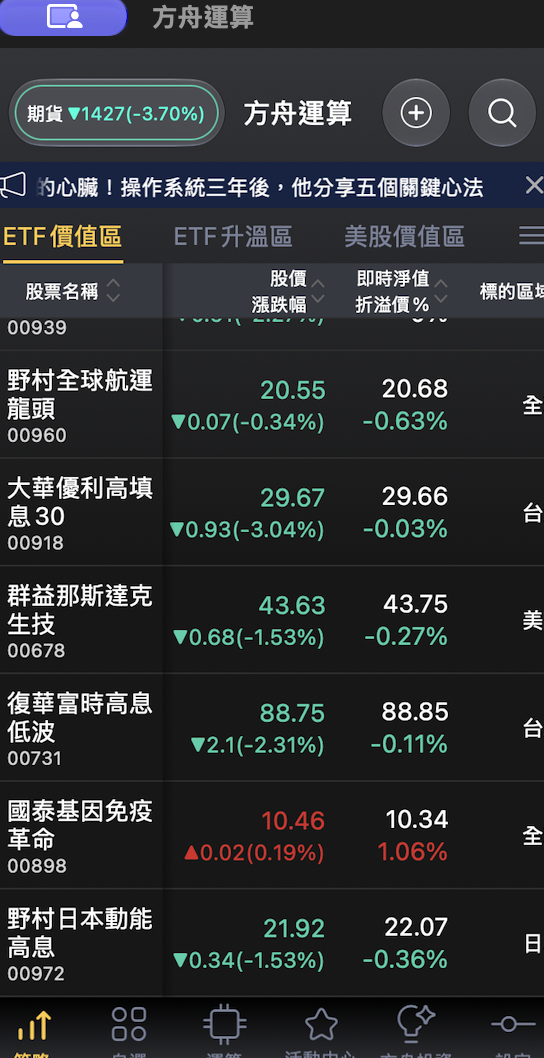 方舟運算
期貨 ▼1427(-3.70%)
方舟運算
的心臟！操作系統三年後，他分享五個關鍵心法
ETF價值區 ETF升溫區 美股價值區
股票名稱
股價
漲跌幅
即時淨值
折溢價%
標的區域
00939
野村全球航運
龍頭
00960
20.55
▼0.07(-0.34%)
20.68
-0.63%
全
大華優利高填
息30
00918
29.67
▼0.93(-3.04%)
29.66
-0.03%
台
群益那斯達克
生技
00678
43.63
▼0.68(-1.53%)
43.75
-0.27%
美
復華富時高息
低波
00731
88.75
▼2.1(-2.31%)
88.85
-0.11%
台
國泰基因免疫
革命
00898
10.46
▲0.02(0.19%)
10.34
1.06%
全
野村日本動能
高息
00972
21.92
▼0.34(-1.53%)
22.07
-0.36%
日